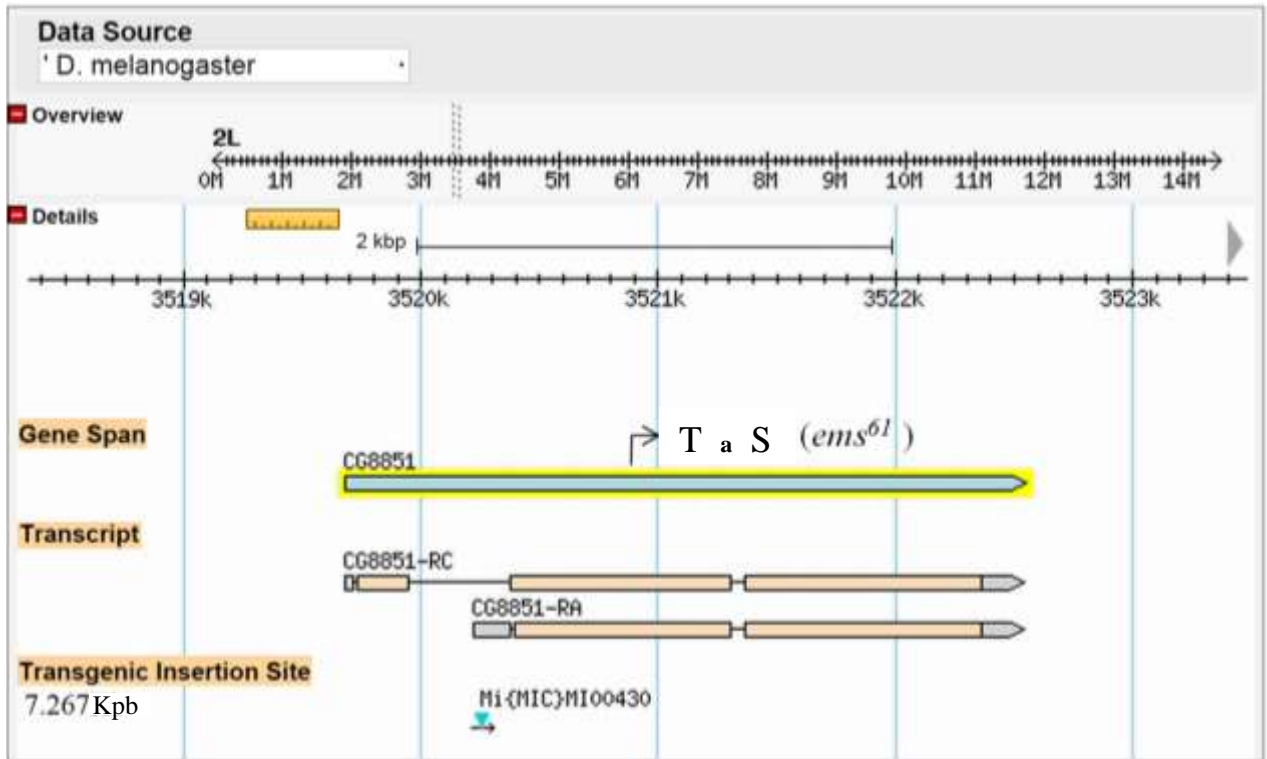 Data Source
' D. melanogaster
Overview
2L
0M 1M 2M 3M 4M 5M 6M 7M 8M 9M 10M 11M 12M 13M 14M
Details
2 kbp
3519k 3520k 3521k 3522k 3523k
Gene Span
T a S (ems61)
CG8851
Transcript
CG8851-RC
CG8851-RA
Transgenic Insertion Site
7.267 Kpb
Mi{MIC}MI00430